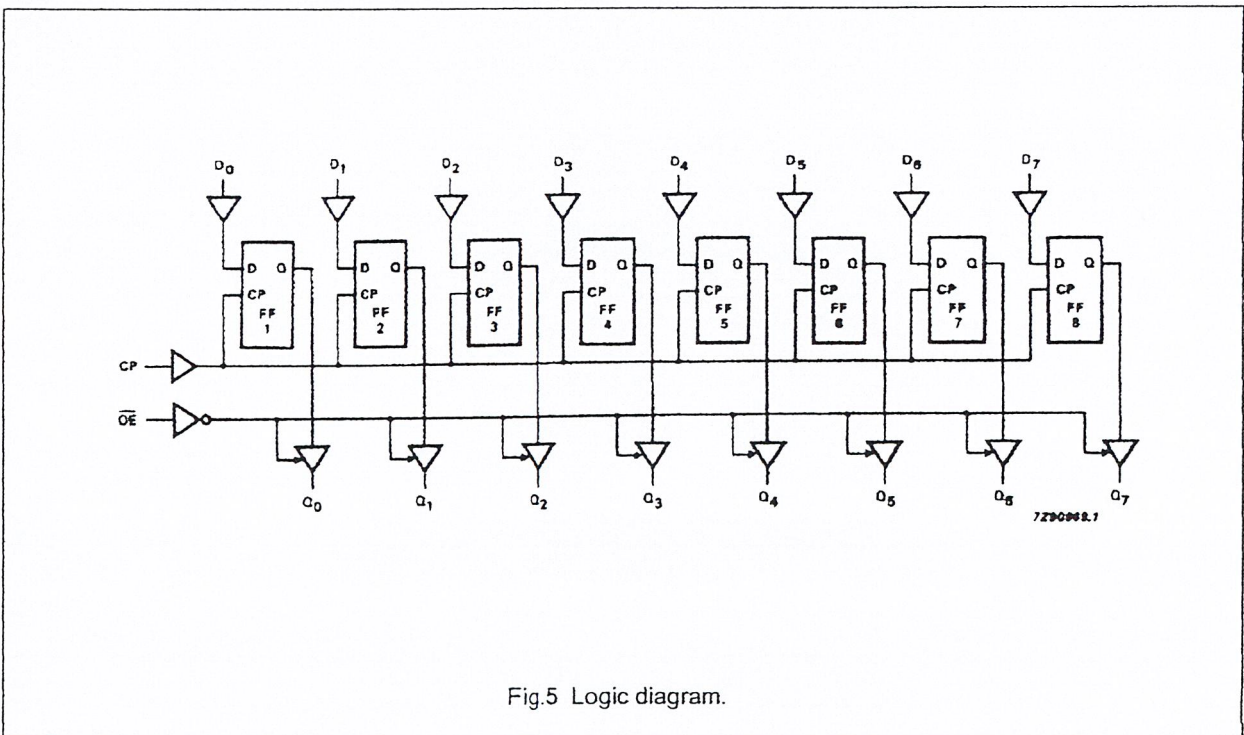 D0 D1 D2 D3 D4 D5 D6 D7
D Q D Q D Q D Q D Q D Q D Q D Q
CP CP CP CP CP CP CP CP
FF FF FF FF FF FF FF FF
1 2 3 4 5 6 7 8
CP
OE
Q0 Q1 Q2 Q3 Q4 Q5 Q6 Q7
Fig.5 Logic diagram.